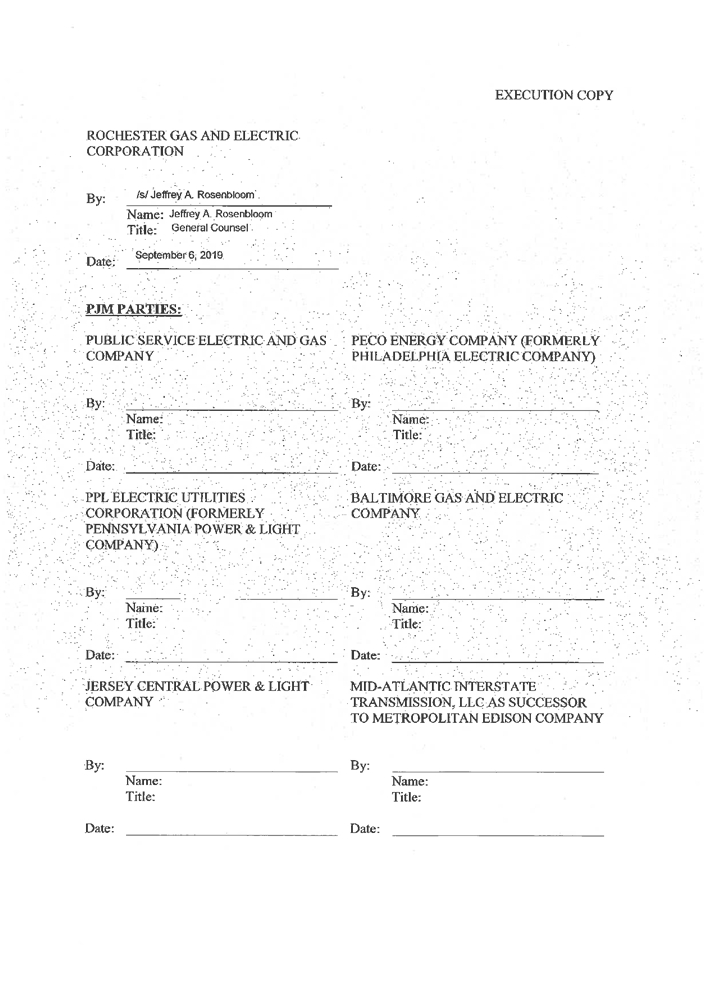 EXECUTION COPY
ROCHESTER GAS AND ELECTRIC
CORPORATION
By: /s/ Jeffrey A. Rosenbloom
Name: Jeffrey A. Rosenbloom
Title: General Counsel
Date: September 6, 2019
PJM PARTIES:
PUBLIC SERVICE ELECTRIC AND GAS
COMPANY
By:
Name:
Title:
Date:
PECO ENERGY COMPANY (FORMERLY
PHILADELPHIA ELECTRIC COMPANY)
By:
Name:
Title:
Date:
PPL ELECTRIC UTILITIES
CORPORATION (FORMERLY
PENNSYLVANIA POWER & LIGHT
COMPANY)
By:
Name:
Title:
Date:
BALTIMORE GAS AND ELECTRIC
COMPANY
By:
Name:
Title:
Date:
JERSEY CENTRAL POWER & LIGHT
COMPANY
By:
Name:
Title:
Date:
MID-ATLANTIC INTERSTATE
TRANSMISSION, LLC AS SUCCESSOR
TO METROPOLITAN EDISON COMPANY
By:
Name:
Title:
Date: